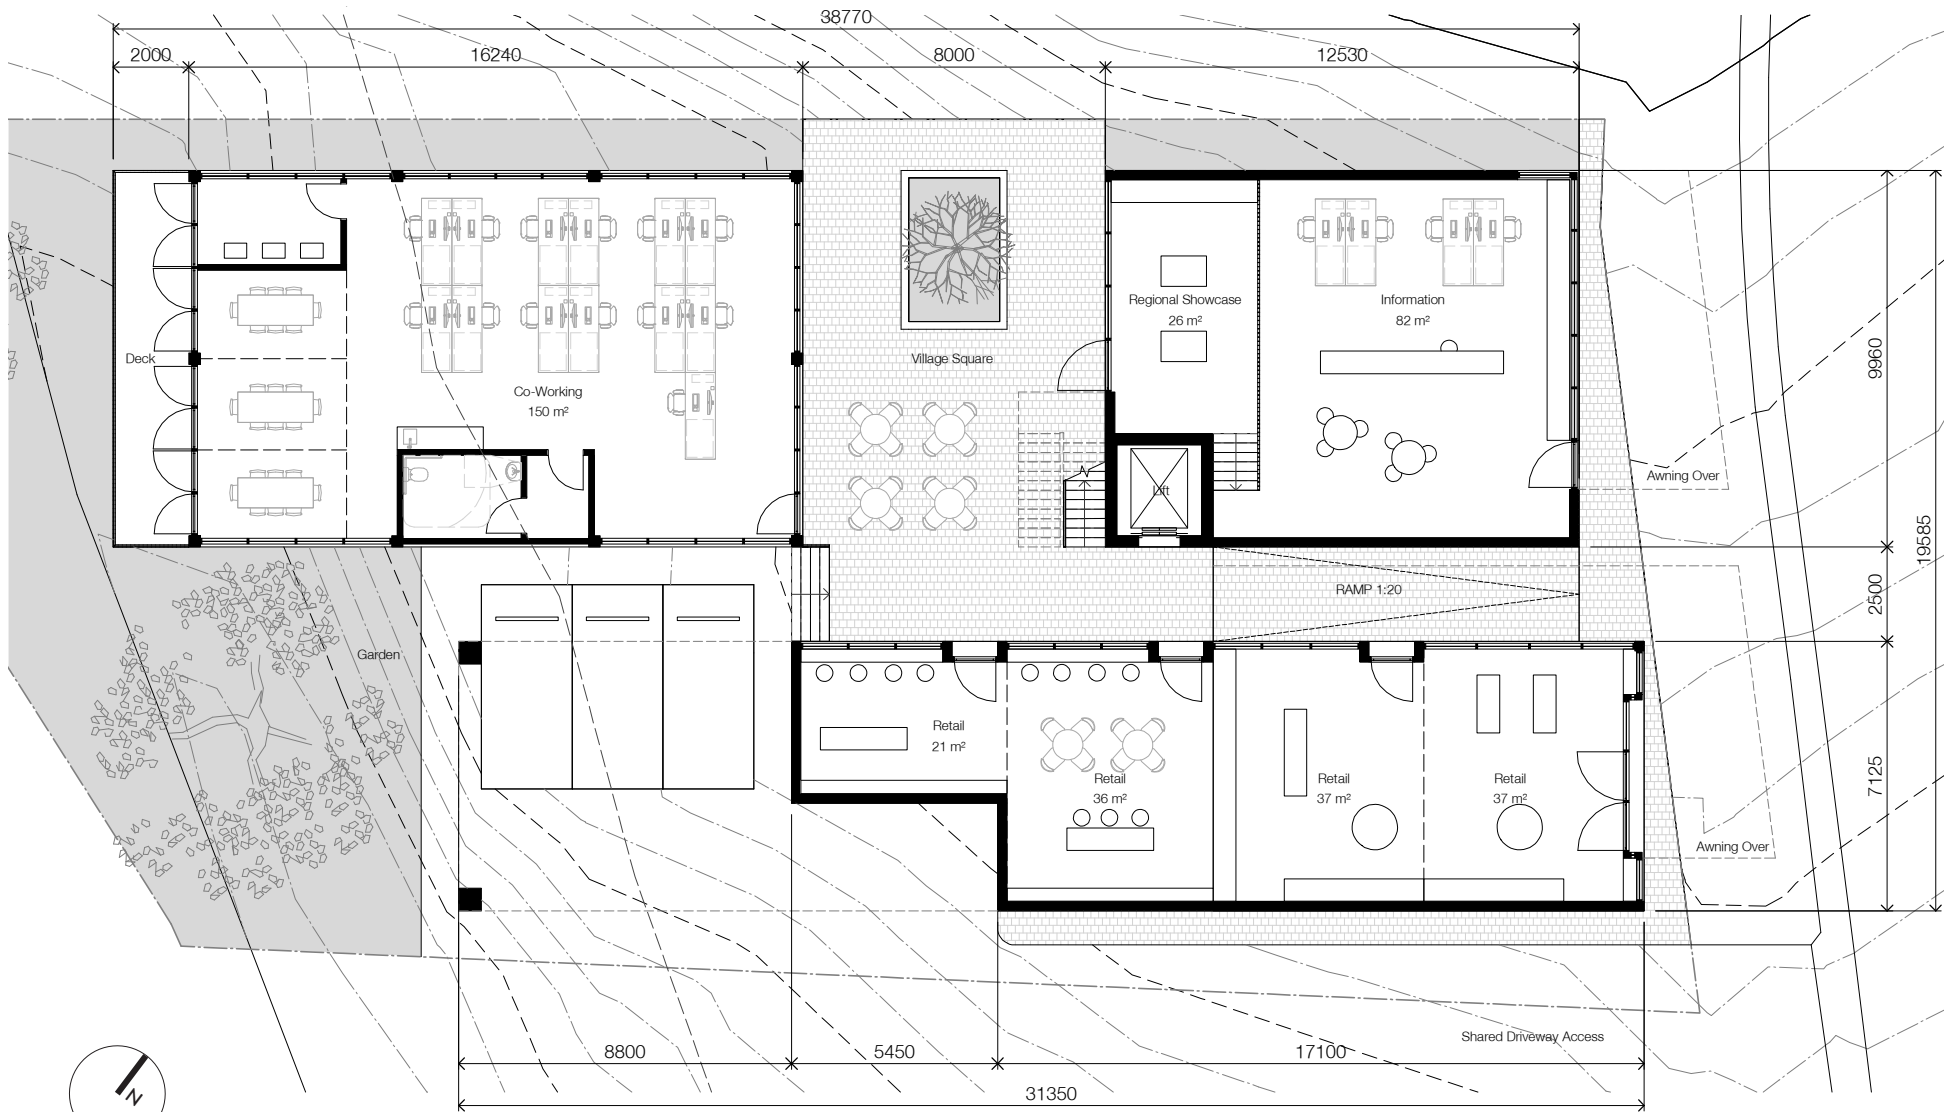 38770
2000
16240
8000
12530
Regional Showcase
26 m²
Information
82 m²
Deck
Village Square
9960
Co-Working
150 m²
Lift
N
Awning Over
19585
RAMP 1:20
2500
Garden
Retail
21 m²
Retail
36 m²
Retail
37 m²
Retail
37 m²
7125
Awning Over
Shared Driveway Access
8800
5450
17100
31350
N